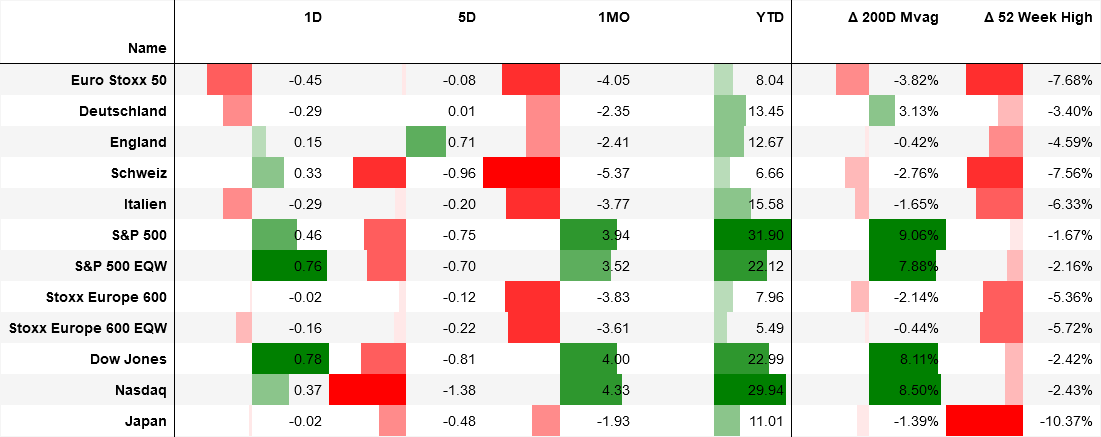 1D 5D 1MO YTD Δ 200D Mvag Δ 52 Week High
Name
Euro Stoxx 50 -0.45 -0.08 -4.05 8.04 -3.82% -7.68%
Deutschland -0.29 0.01 -2.35 13.45 3.13% -3.40%
England 0.15 0.71 -2.41 12.67 -0.42% -4.59%
Schweiz 0.33 -0.96 -5.37 6.66 -2.76% -7.56%
Italien -0.29 -0.20 -3.77 15.58 -1.65% -6.33%
S&P 500 0.46 -0.75 3.94 31.90 9.06% -1.67%
S&P 500 EQW 0.76 -0.70 3.52 22.12 7.88% -2.16%
Stoxx Europe 600 -0.02 -0.12 -3.83 7.96 -2.14% -5.36%
Stoxx Europe 600 EQW -0.16 -0.22 -3.61 5.49 -0.44% -5.72%
Dow Jones 0.78 -0.81 4.00 22.99 8.11% -2.42%
Nasdaq 0.37 -1.38 4.33 29.94 8.50% -2.43%
Japan -0.02 -0.48 -1.93 11.01 -1.39% -10.37%